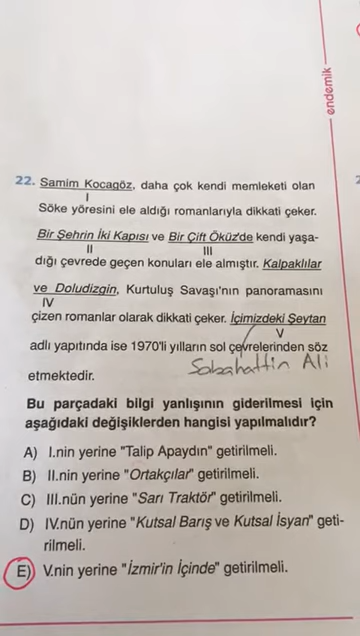 endemik
22. Samim Kocagöz, daha çok kendi memleketi olan
I
Söke yöresini ele aldığı romanlarıyla dikkati çeker.
Bir Şehrin İki Kapısı ve Bir Çift Öküz'de kendi yaşa-
II III
dığı çevrede geçen konuları ele almıştır. Kalpaklılar
ve Doludizgin, Kurtuluş Savaşı'nın panoramasını
IV
çizen romanlar olarak dikkati çeker. İçimizdeki Şeytan
V
adlı yapıtında ise 1970'li yılların sol çevrelerinden söz
Sabahattin Ali
etmektedir.
Bu parçadaki bilgi yanlışının giderilmesi için
aşağıdaki değişiklerden hangisi yapılmalıdır?
A) I.nin yerine "Talip Apaydın" getirilmeli.
B) II.nin yerine "Ortakçılar" getirilmeli.
C) III.nün yerine "Sarı Traktör" getirilmeli.
D) IV.nün yerine "Kutsal Barış ve Kutsal İsyan" geti-
rilmeli.
E) V.nin yerine "İzmir'in İçinde" getirilmeli.